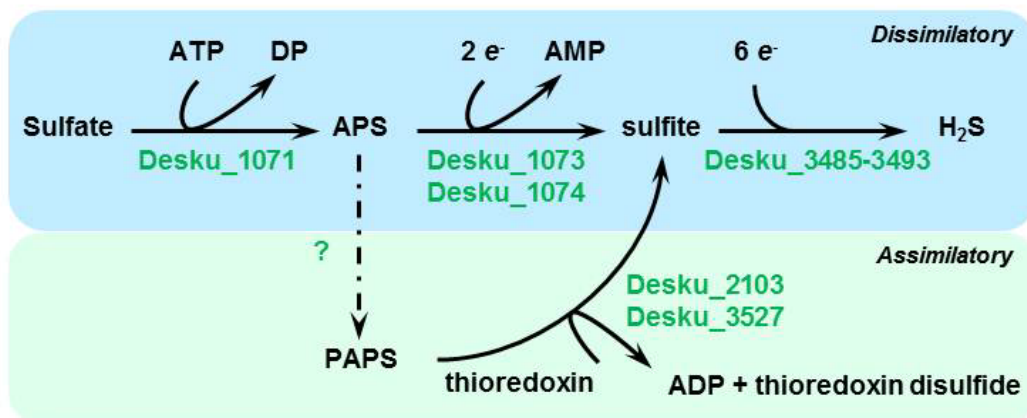 Dissimilatory
ATP DP 2 e- AMP 6 e-
Sulfate APS sulfite H2S
Desku_1071 Desku_1073 Desku_3485-3493
Desku_1074
?
Assimilatory
Desku_2103
Desku_3527
PAPS
thioredoxin ADP + thioredoxin disulfide